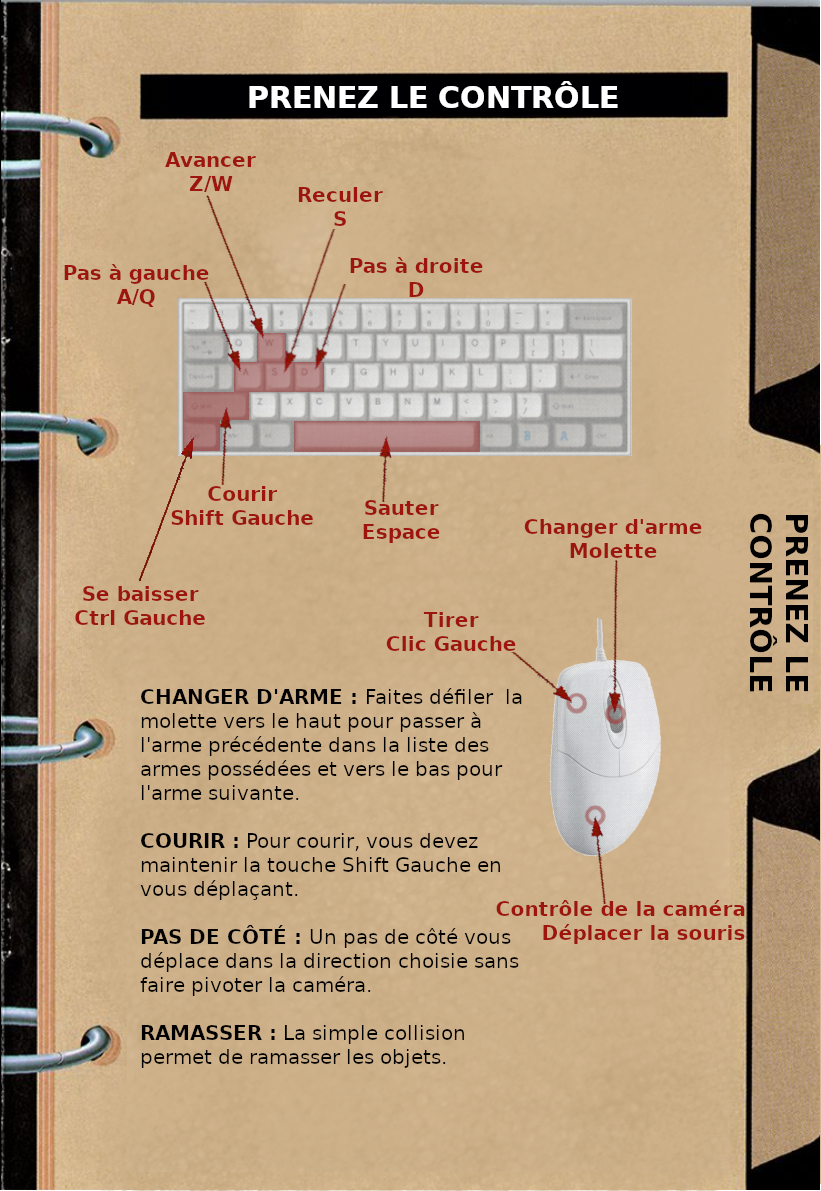 PRENEZ LE CONTRÔLE
Avancer
Z/W
Reculer
S
Pas à gauche
A/Q
Pas à droite
D
Q W T Y U I O P
A S D F G H J K L
Z X C V B N M
B A
Courir
Shift Gauche
Sauter
Espace
Se baisser
Ctrl Gauche
Changer d'arme
Molette
Tirer
Clic Gauche
PRENEZ LE
CONTRÔLE
CHANGER D'ARME : Faites défiler la
molette vers le haut pour passer à
l'arme précédente dans la liste des
armes possédées et vers le bas pour
l'arme suivante.
COURIR : Pour courir, vous devez
maintenir la touche Shift Gauche en
vous déplaçant.
Contrôle de la caméra
Déplacer la souris
PAS DE CÔTÉ : Un pas de côté vous
déplace dans la direction choisie sans
faire pivoter la caméra.
RAMASSER : La simple collision
permet de ramasser les objets.